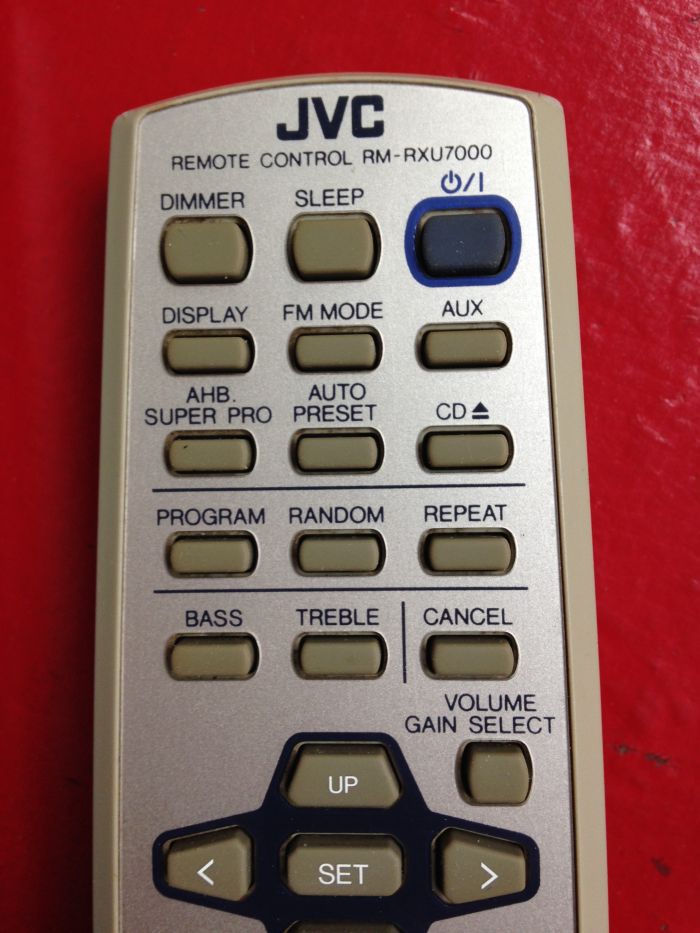 JVC
REMOTE CONTROL RM-RXU7000
⏻/I
DIMMER SLEEP
DISPLAY FM MODE AUX
AHB. AUTO
SUPER PRO PRESET CD⏏
PROGRAM RANDOM REPEAT
BASS TREBLE CANCEL
VOLUME
GAIN SELECT
UP
< SET >